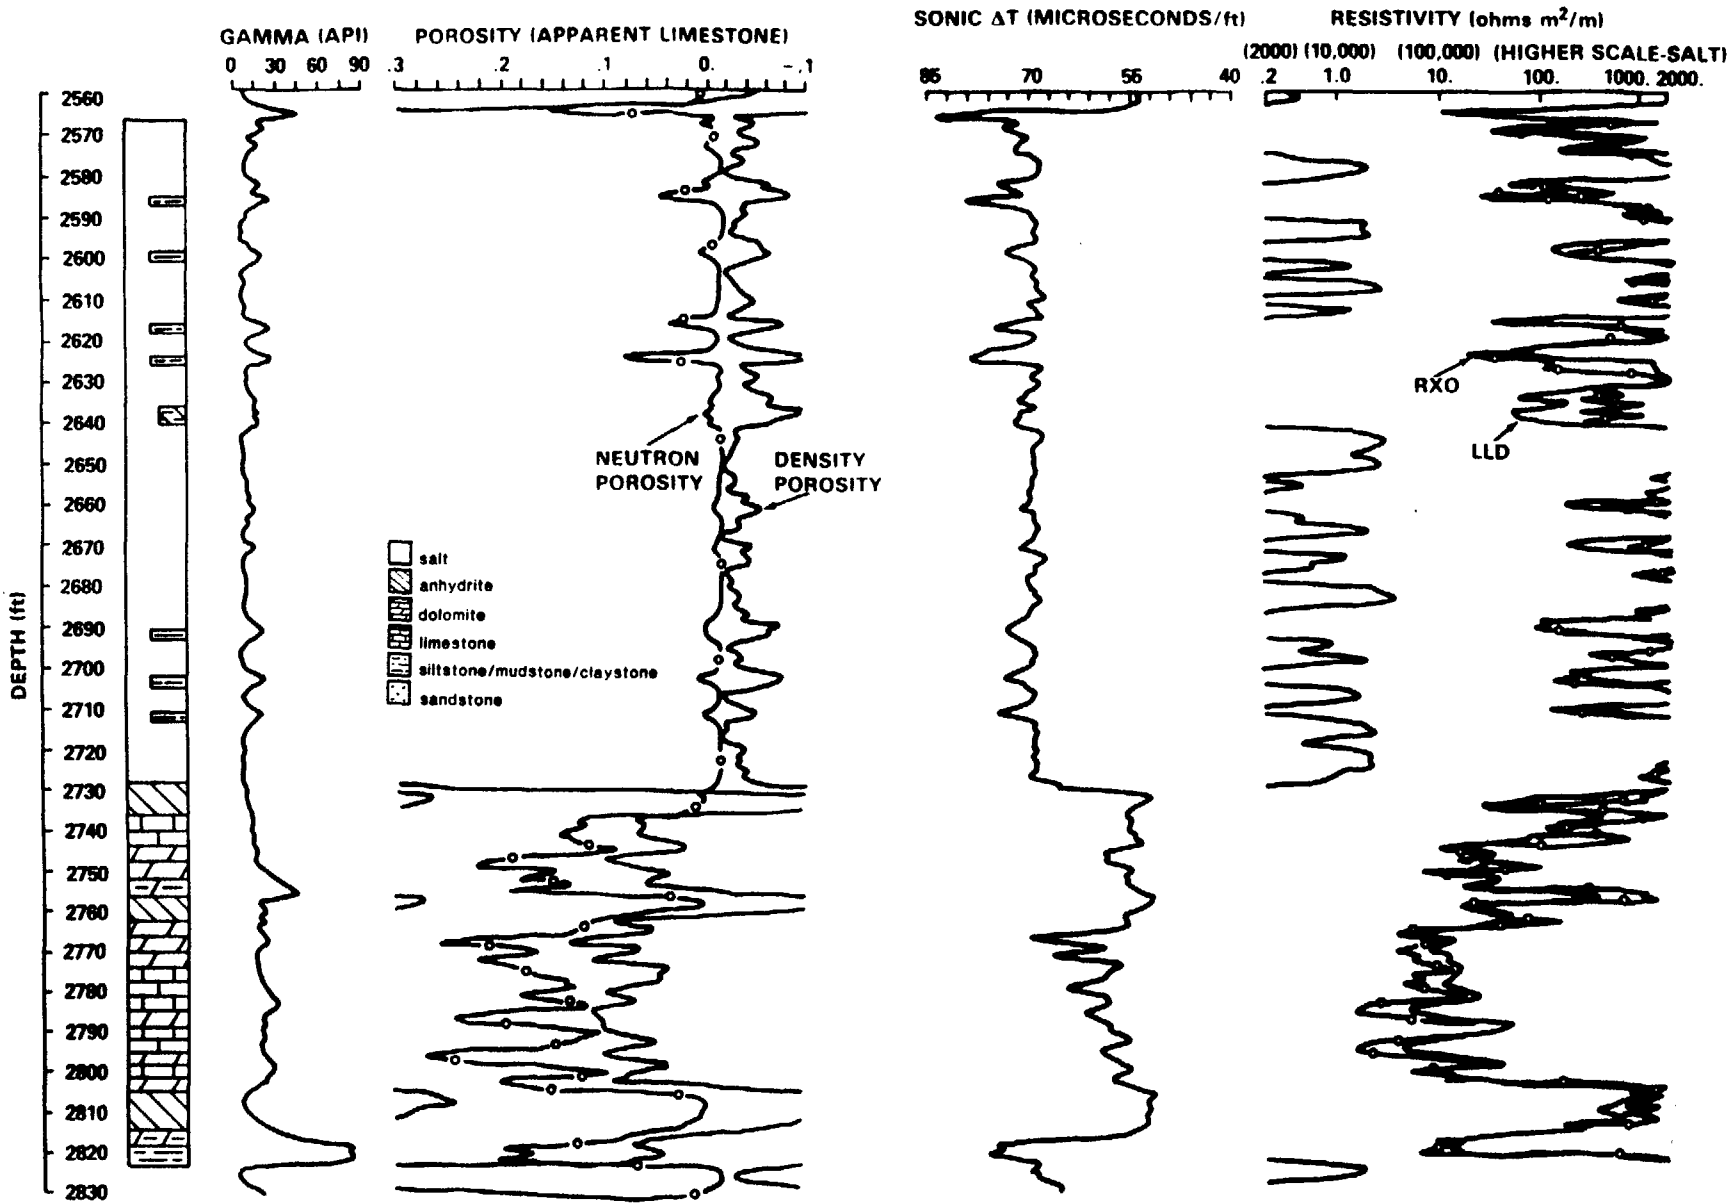 GAMMA (API)
0 30 60 90
POROSITY (APPARENT LIMESTONE)
.3 .2 .1 0. -.1
SONIC ΔT (MICROSECONDS/ft)
85 70 55 40
RESISTIVITY (ohms m²/m)
(2000) (10,000) (100,000) (HIGHER SCALE-SALT)
.2 1.0 10. 100. 1000. 2000.
DEPTH (ft)
2560
2570
2580
2590
2600
2610
2620
2630
2640
2650
2660
2670
2680
2690
2700
2710
2720
2730
2740
2750
2760
2770
2780
2790
2800
2810
2820
2830
NEUTRON
POROSITY
DENSITY
POROSITY
RXO
LLD
salt
anhydrite
dolomite
limestone
siltstone/mudstone/claystone
sandstone